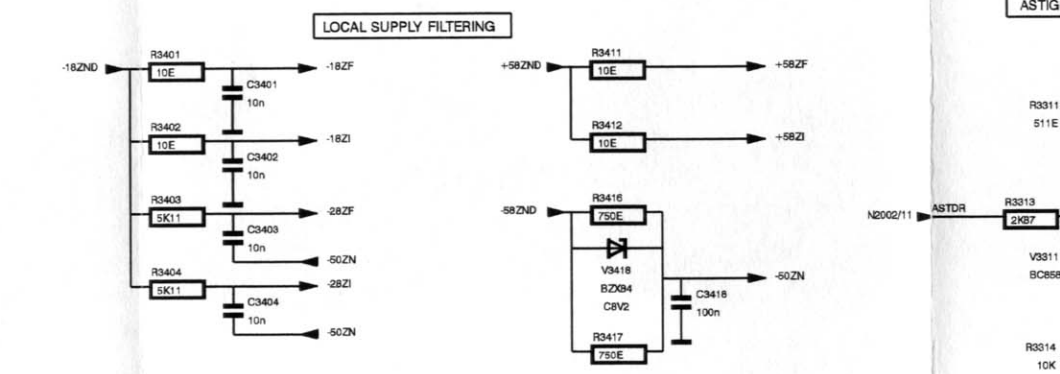 LOCAL SUPPLY FILTERING
ASTIG
-18ZND
R3401
10E
-18ZF
C3401
10n
R3402
10E
-18ZI
C3402
10n
R3403
5K11
-28ZF
C3403
10n
-50ZN
R3404
5K11
-28ZI
C3404
10n
-50ZN
+58ZND
R3411
10E
+58ZF
R3412
10E
+58ZI
-58ZND
R3416
750E
V3418
BZX84
C8V2
-50ZN
C3418
100n
R3417
750E
R3311
511E
N2002/11
ASTDR
R3313
2K87
V3311
BC858
R3314
10K